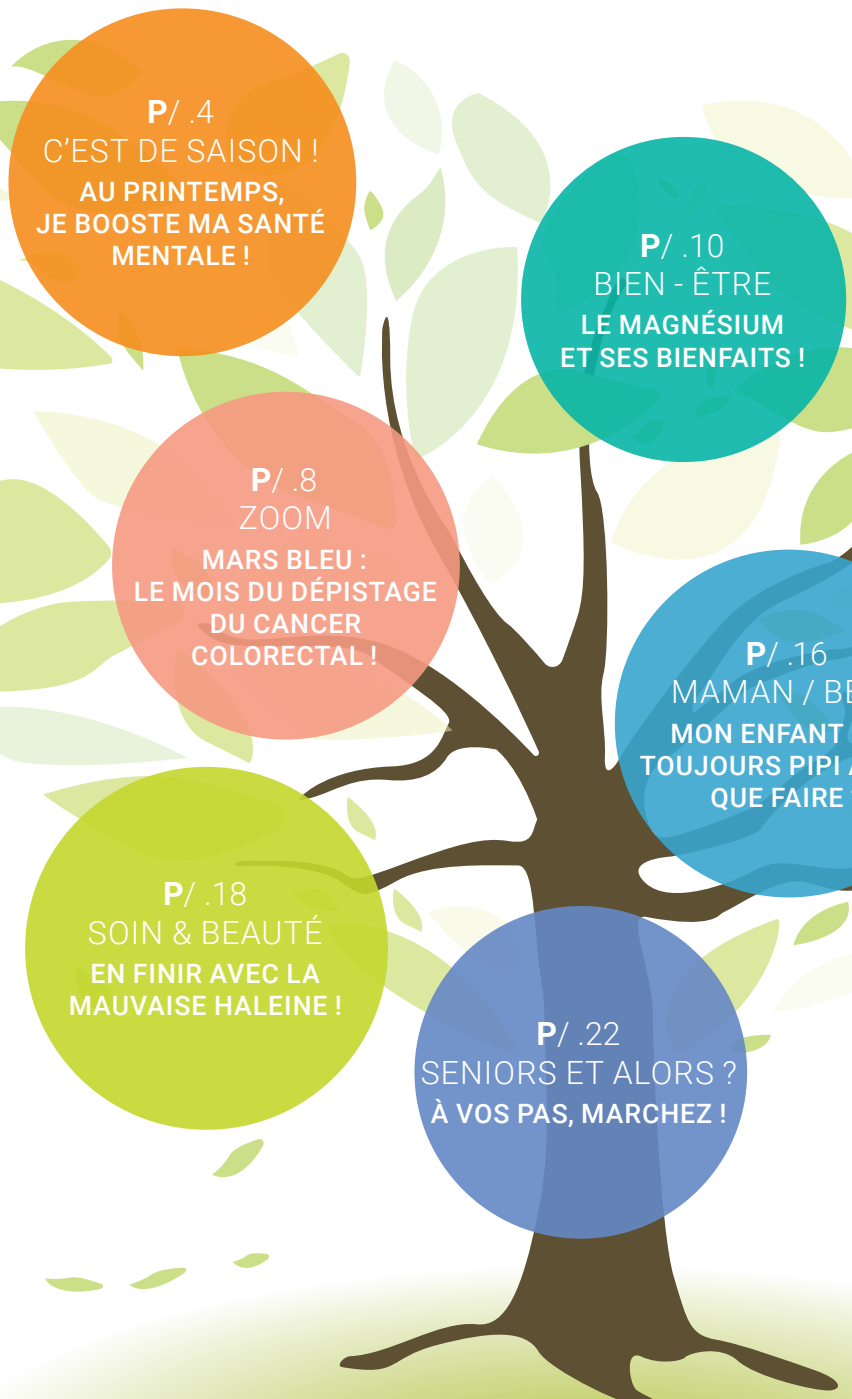 P/ .4
C'EST DE SAISON !
AU PRINTEMPS,
JE BOOSTE MA SANTÉ
MENTALE !
P/ .10
BIEN - ÊTRE
LE MAGNÉSIUM
ET SES BIENFAITS !
P/ .8
ZOOM
MARS BLEU :
LE MOIS DU DÉPISTAGE
DU CANCER
COLORECTAL !
P/ .16
MAMAN /
MON ENFANT
TOUJOURS PIPI
QUE FAIRE
P/ .18
SOIN & BEAUTÉ
EN FINIR AVEC LA
MAUVAISE HALEINE !
P/ .22
SENIORS ET ALORS ?
À VOS PAS, MARCHEZ !